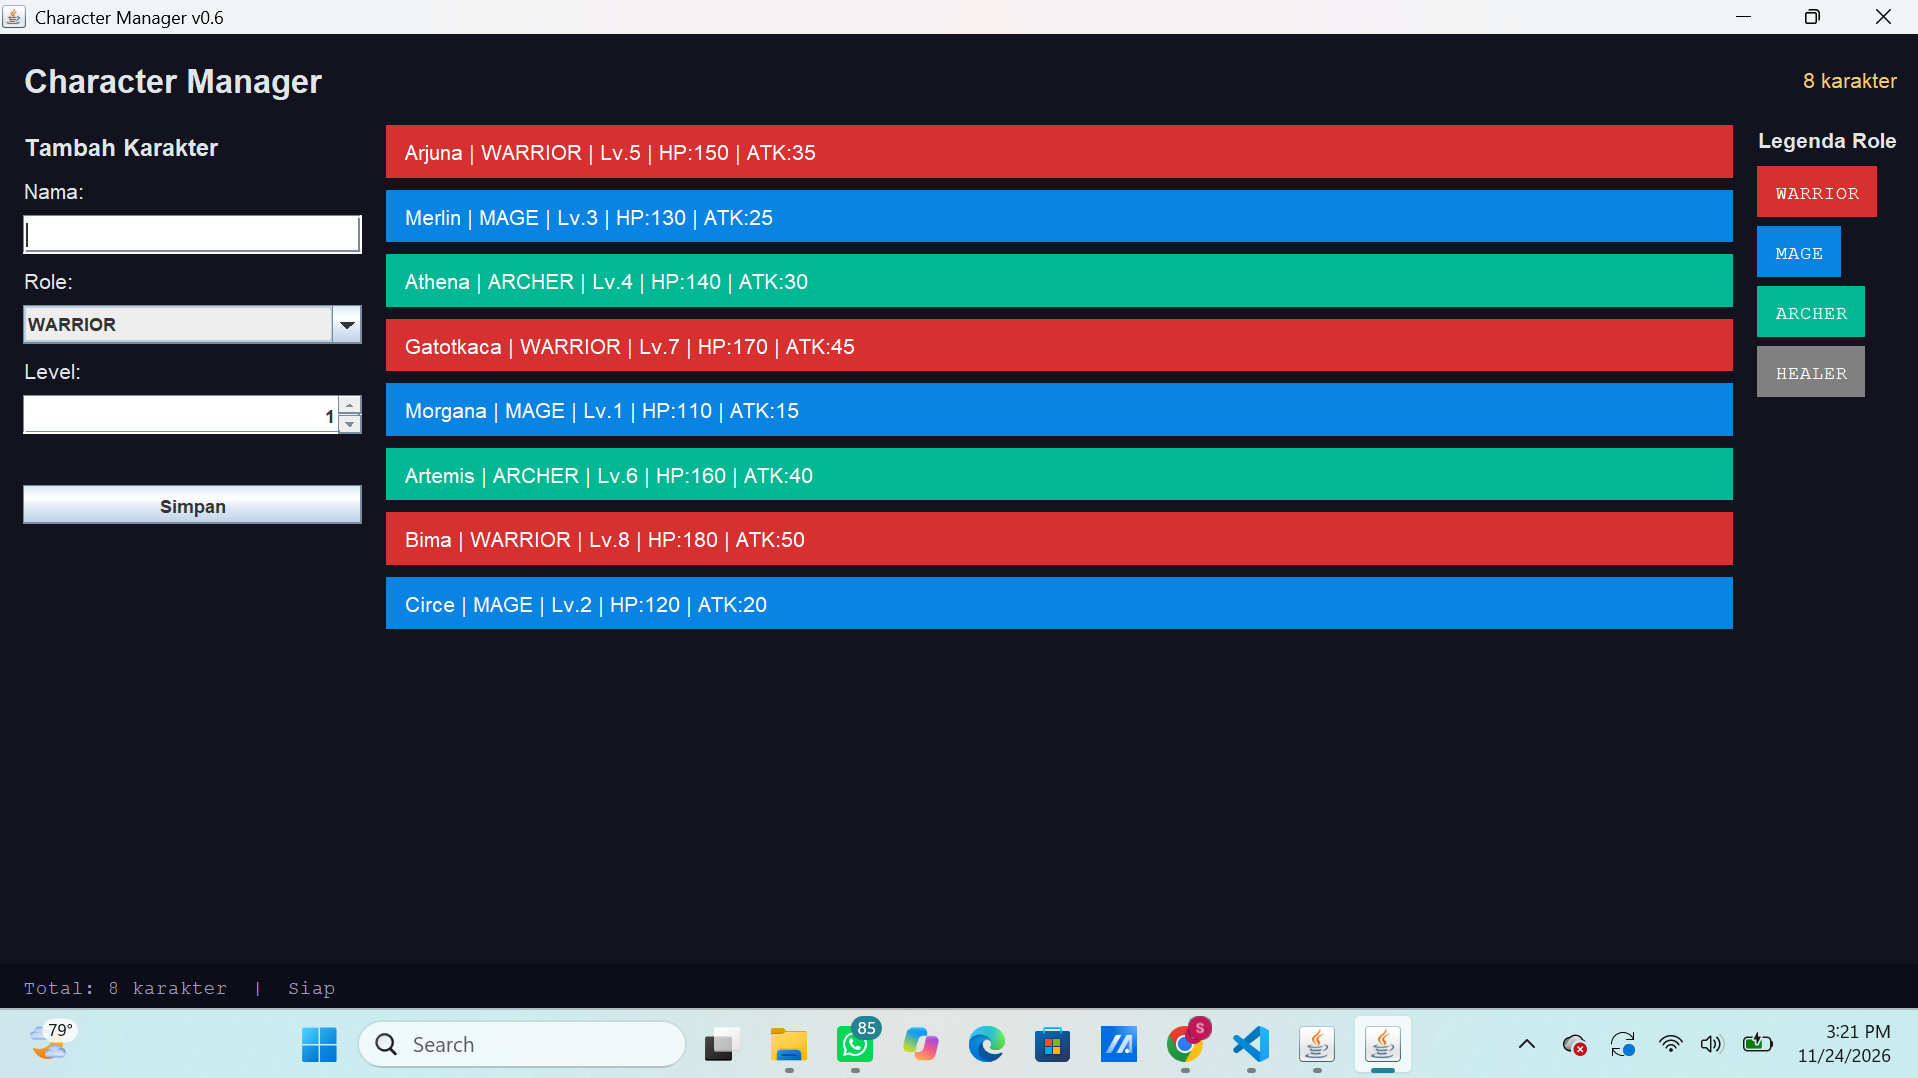 Character Manager v0.6
Character Manager
8 karakter
Tambah Karakter
Nama:
Role:
WARRIOR
Level:
1
Simpan
Arjuna | WARRIOR | Lv.5 | HP:150 | ATK:35
Merlin | MAGE | Lv.3 | HP:130 | ATK:25
Athena | ARCHER | Lv.4 | HP:140 | ATK:30
Gatotkaca | WARRIOR | Lv.7 | HP:170 | ATK:45
Morgana | MAGE | Lv.1 | HP:110 | ATK:15
Artemis | ARCHER | Lv.6 | HP:160 | ATK:40
Bima | WARRIOR | Lv.8 | HP:180 | ATK:50
Circe | MAGE | Lv.2 | HP:120 | ATK:20
Legenda Role
WARRIOR
MAGE
ARCHER
HEALER
Total: 8 karakter | Siap
79°
Search
85
S
3:21 PM
11/24/2026